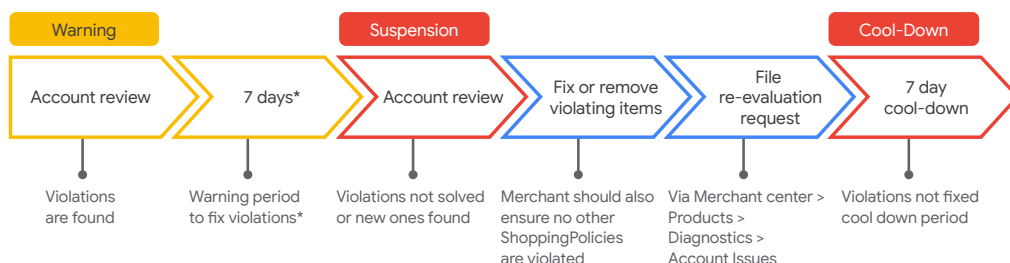 Warning
Suspension
Cool-Down
Account review
7 days*
Account review
Fix or remove
violating items
File
re-evaluation
request
7 day
cool-down
Violations
are found
Warning period
to fix violations*
Violations not solved
or new ones found
Merchant should also
ensure no other
ShoppingPolicies
are violated
Via Merchant center >
Products >
Diagnostics >
Account Issues
Violations not fixed
cool down period